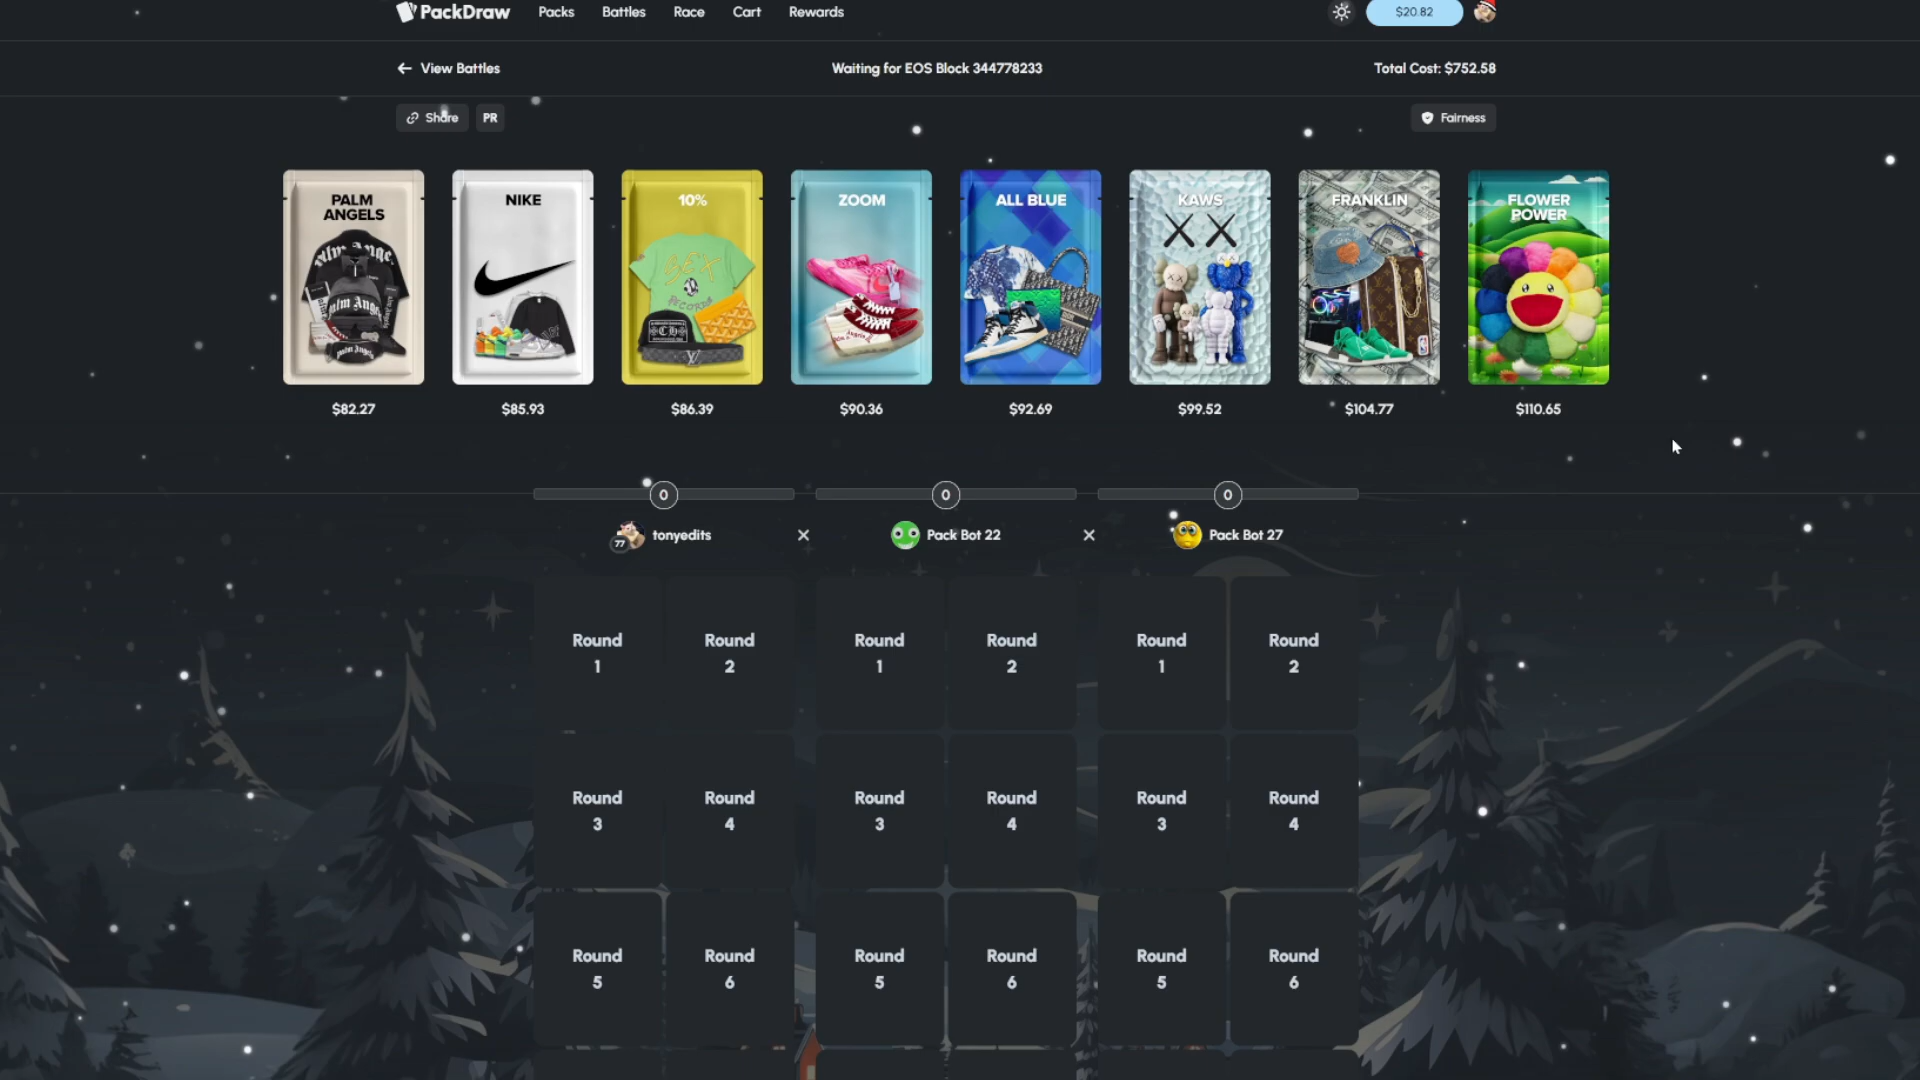 PackDraw
Packs
Battles
Race
Cart
Rewards
$20.82
View Battles
Waiting for EOS Block 344778233
Total Cost: $752.58
Share
PR
Fairness
PALM
ANGELS
NIKE
10%
ZOOM
ALL BLUE
KAWS
FRANKLIN
FLOWER
POWER
$82.27
$85.93
$86.39
$90.36
$92.69
$99.52
$104.77
$110.65
0
0
0
77
tonyedits
Pack Bot 22
Pack Bot 27
Round
1
Round
2
Round
1
Round
2
Round
1
Round
2
Round
3
Round
4
Round
3
Round
4
Round
3
Round
4
Round
5
Round
6
Round
5
Round
6
Round
5
Round
6